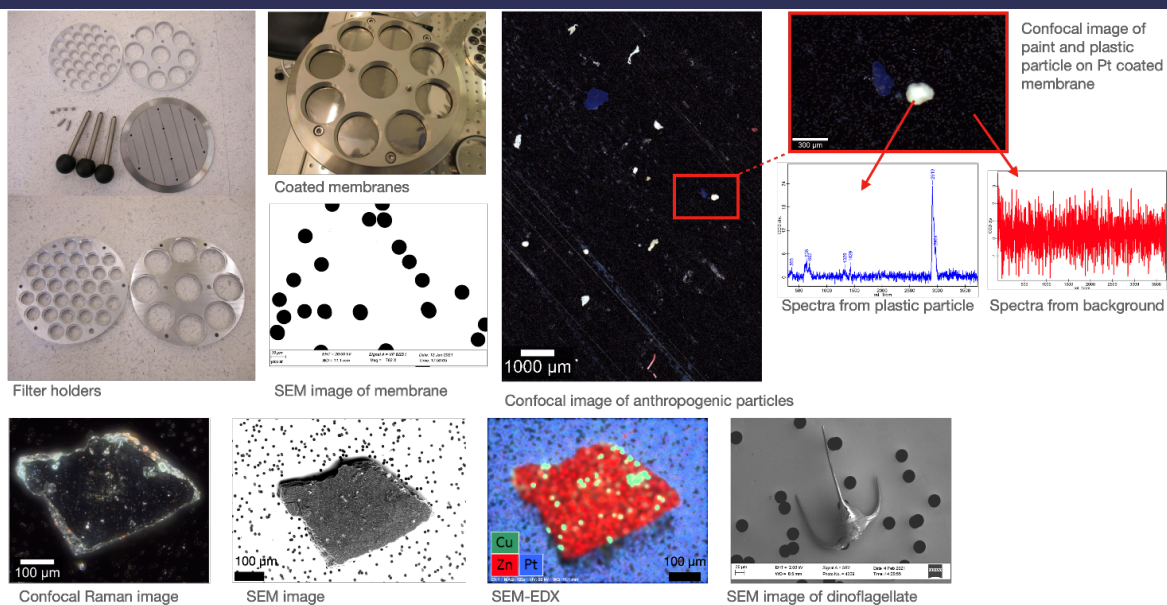 Confocal image of
paint and plastic
particle on Pt coated
membrane
300 µm
Coated membranes
1000 µm
Spectra from plastic particle
Spectra from background
Filter holders
SEM image of membrane
Confocal image of anthropogenic particles
100 µm
Confocal Raman image
100 µm
SEM image
Cu
Zn
Pt
100 µm
SEM-EDX
SEM image of dinoflagellate